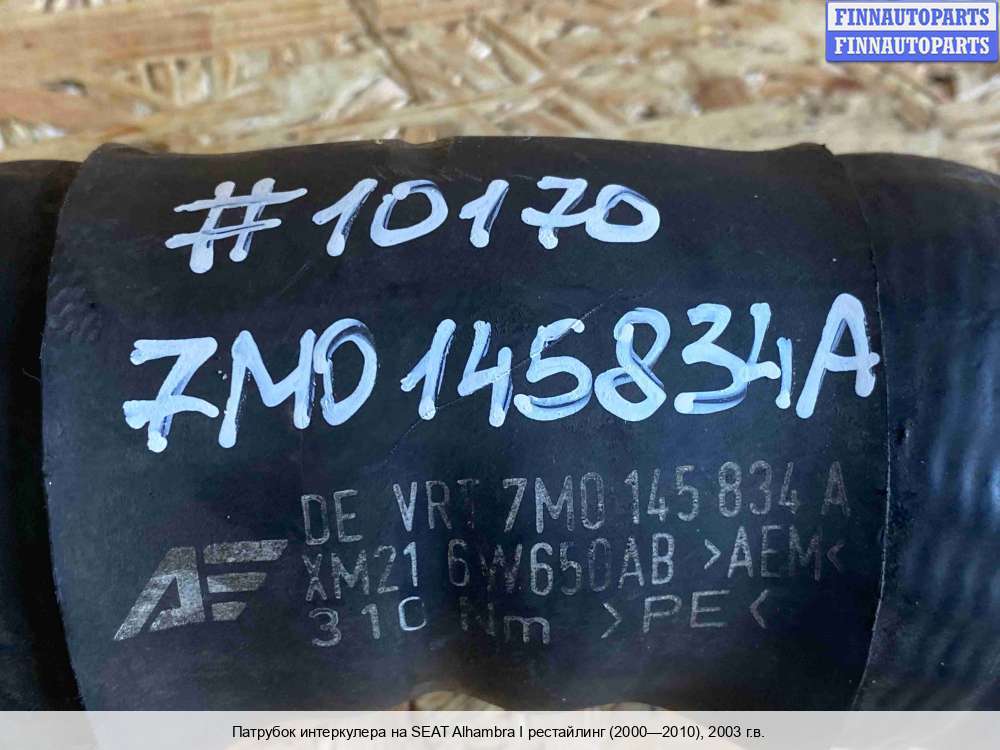 FINNAUTOPARTS
FINNAUTOPARTS
#10170
7M0145834A
DE VRT 7M0 145 834 A
XM21 6W650AB >AEM<
310 Nm >PE<
Патрубок интеркулера на SEAT Alhambra I рестайлинг (2000—2010), 2003 г.в.